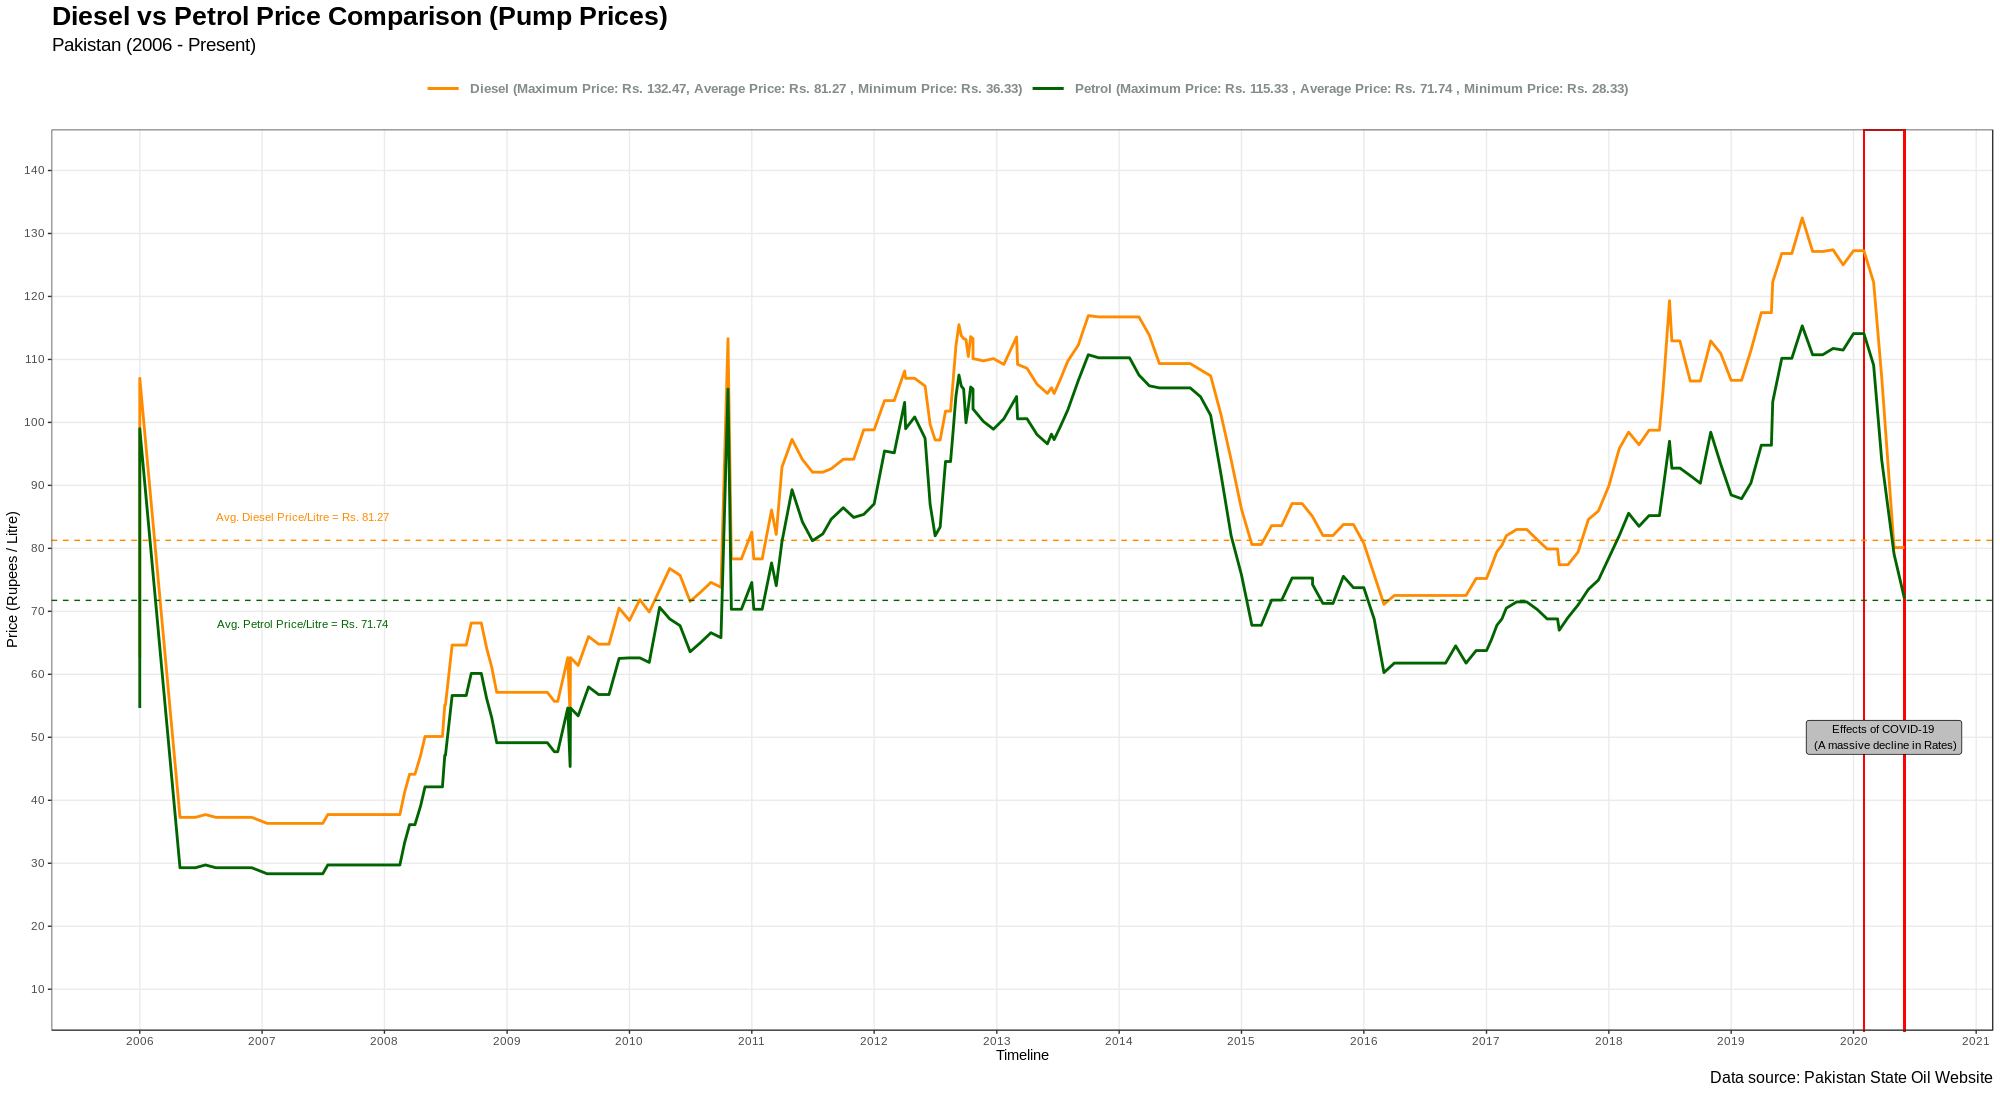 Diesel vs Petrol Price Comparison (Pump Prices)
Pakistan (2006 - Present)
Diesel (Maximum Price: Rs. 132.47, Average Price: Rs. 81.27 , Minimum Price: Rs. 36.33)
Petrol (Maximum Price: Rs. 115.33 , Average Price: Rs. 71.74 , Minimum Price: Rs. 28.33)
Price (Rupees / Litre)
140
130
120
110
100
90
80
70
60
50
40
30
20
10
Avg. Diesel Price/Litre = Rs. 81.27
Avg. Petrol Price/Litre = Rs. 71.74
Effects of COVID-19
(A massive decline in Rates)
2006
2007
2008
2009
2010
2011
2012
2013
2014
2015
2016
2017
2018
2019
2020
2021
Timeline
Data source: Pakistan State Oil Website